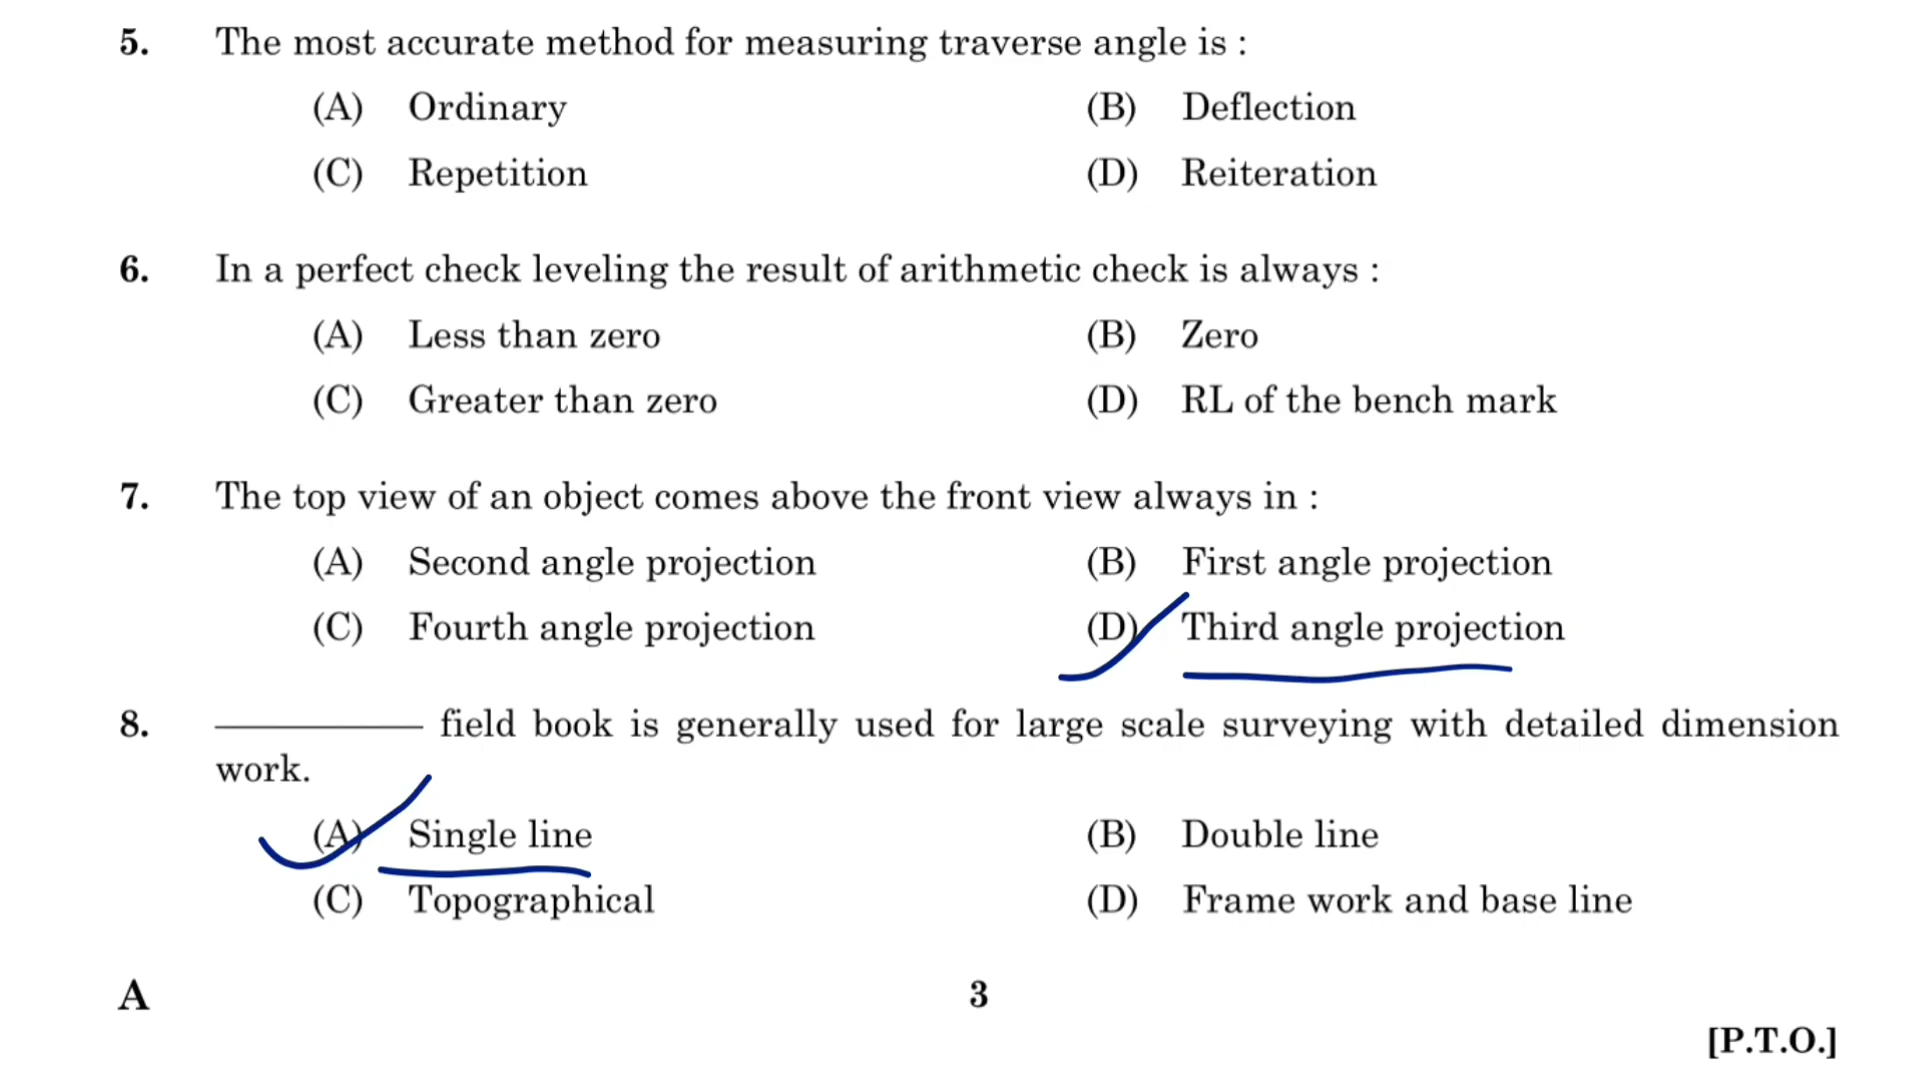 5. The most accurate method for measuring traverse angle is :
(A) Ordinary (B) Deflection
(C) Repetition (D) Reiteration
6. In a perfect check leveling the result of arithmetic check is always :
(A) Less than zero (B) Zero
(C) Greater than zero (D) RL of the bench mark
7. The top view of an object comes above the front view always in :
(A) Second angle projection (B) First angle projection
(C) Fourth angle projection (D) Third angle projection
8. ————— field book is generally used for large scale surveying with detailed dimension
work.
(A) Single line (B) Double line
(C) Topographical (D) Frame work and base line
A 3
[P.T.O.]